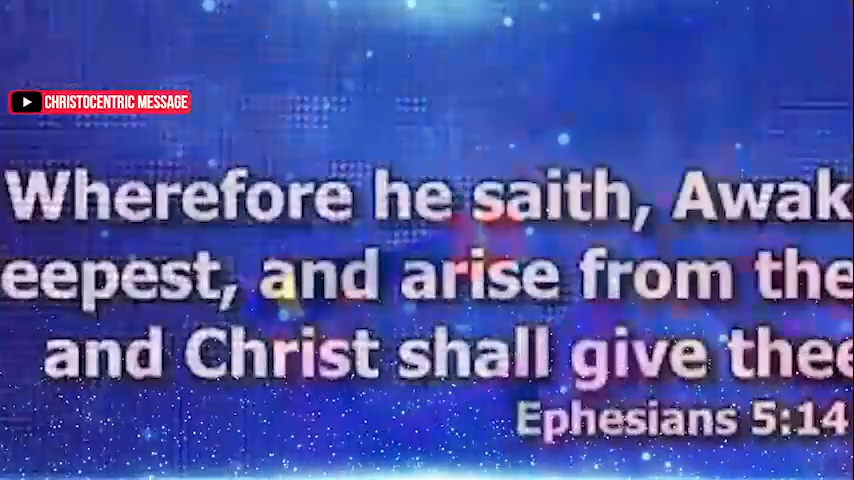 CHRISTOCENTRIC MESSAGE
Wherefore he saith, Awak
eepest, and arise from the
and Christ shall give thee
Ephesians 5:14